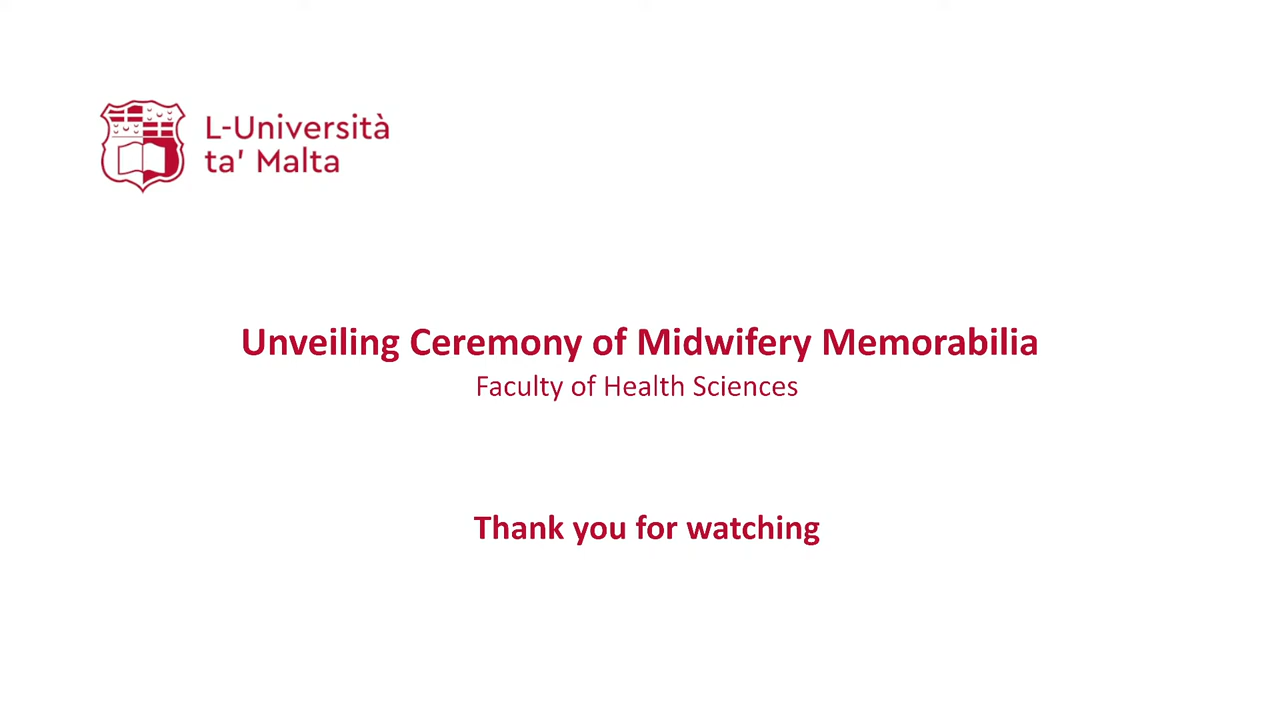 L-Università
ta' Malta
Unveiling Ceremony of Midwifery Memorabilia
Faculty of Health Sciences
Thank you for watching